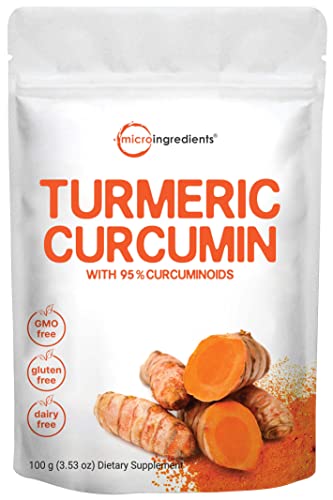 microingredients®
TURMERIC
CURCUMIN
WITH 95% CURCUMINOIDS
GMO
free
gluten
free
dairy
free
100 g (3.53 oz) Dietary Supplement